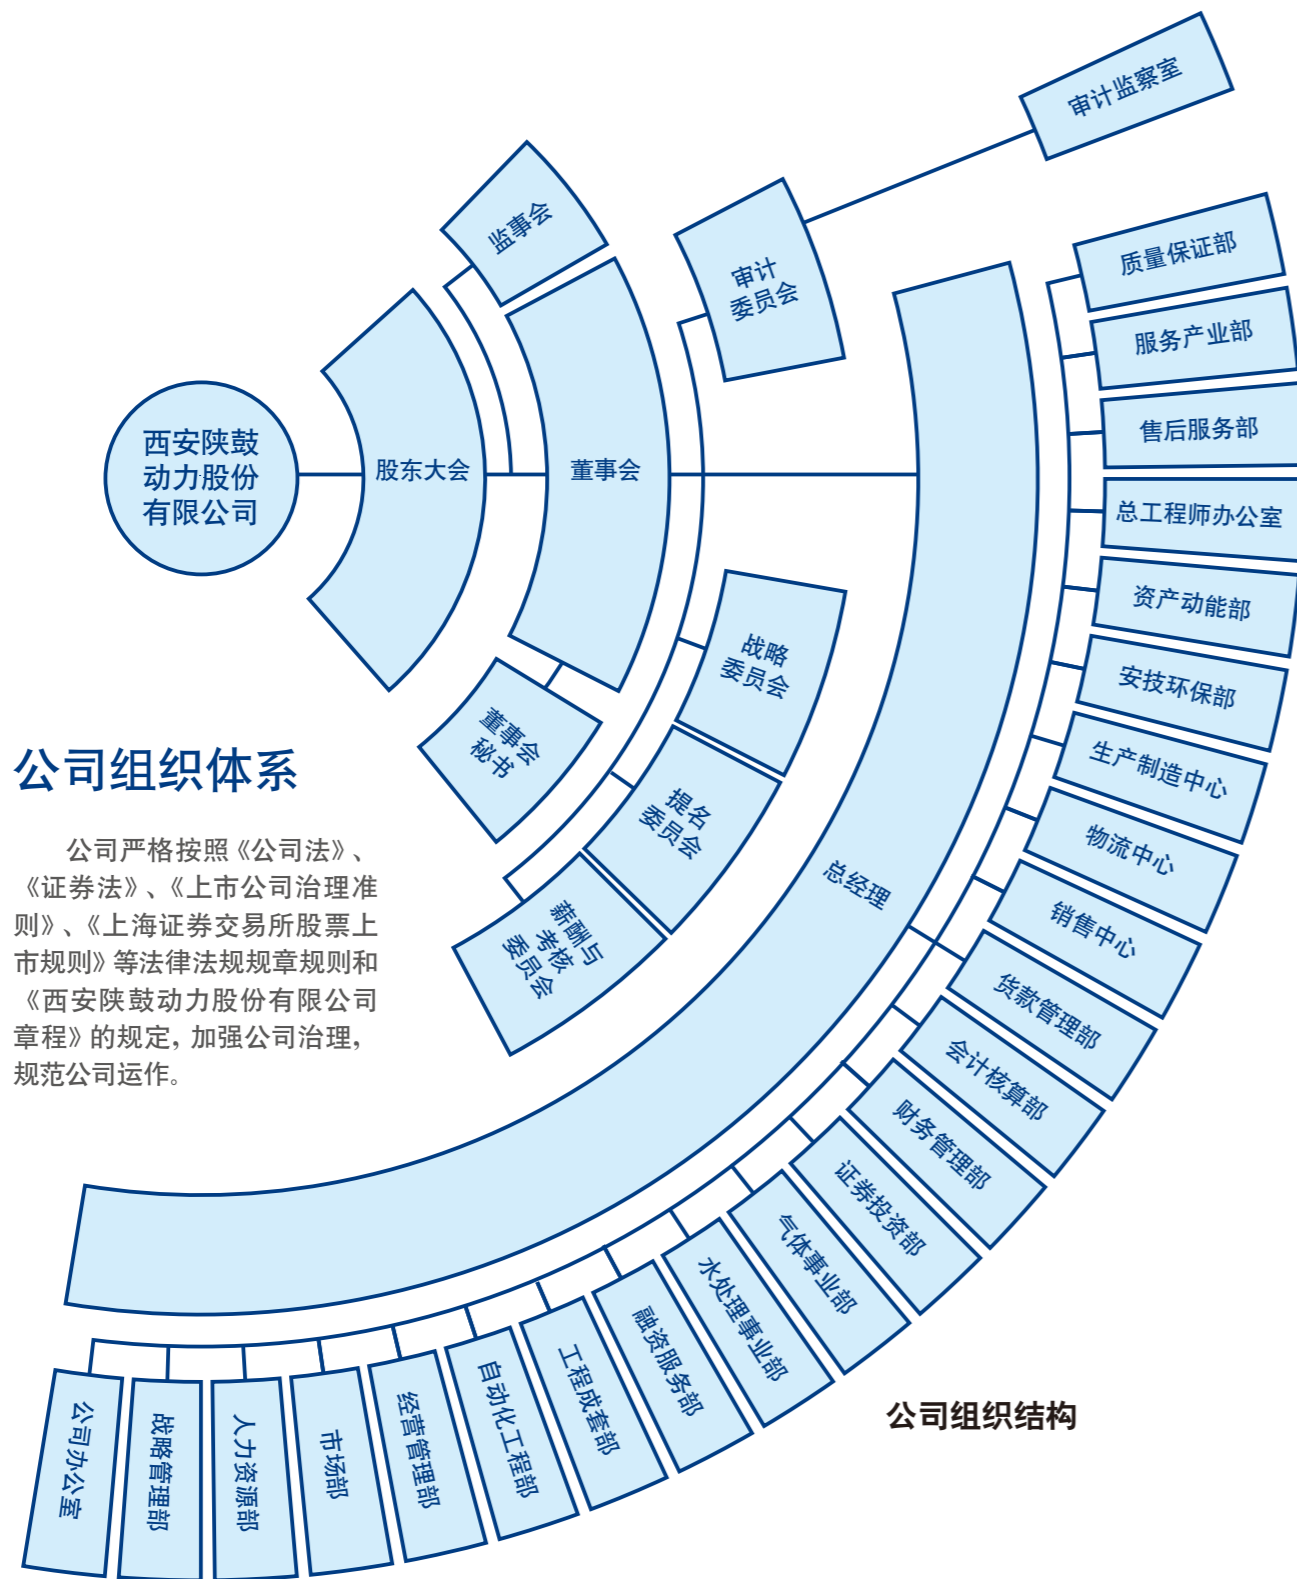 审计监察室
监事会
审计
委员会
质量保证部
服务产业部
售后服务部
总工程师办公室
资产动能部
安技环保部
生产制造中心
物流中心
销售中心
货款管理部
会计核算部
财务管理部
证券投资部
气体事业部
水处理事业部
融资服务部
工程成套部
自动化工程部
经营管理部
市场部
人力资源部
战略管理部
公司办公室
西安陕鼓
动力股份
有限公司
股东大会
董事会
董事会
秘书
战略
委员会
提名
委员会
薪酬与
考核
委员会
总经理
公司组织体系
公司严格按照《公司法》、
《证券法》、《上市公司治理准
则》、《上海证券交易所股票上
市规则》等法律法规规章规则和
《西安陕鼓动力股份有限公司
章程》的规定，加强公司治理，
规范公司运作。
公司组织结构